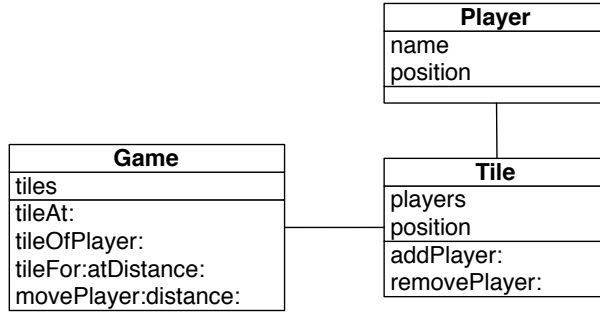 Player
name
position
Game
tiles
tileAt:
tileOfPlayer:
tileFor:atDistance:
movePlayer:distance:
Tile
players
position
addPlayer:
removePlayer: